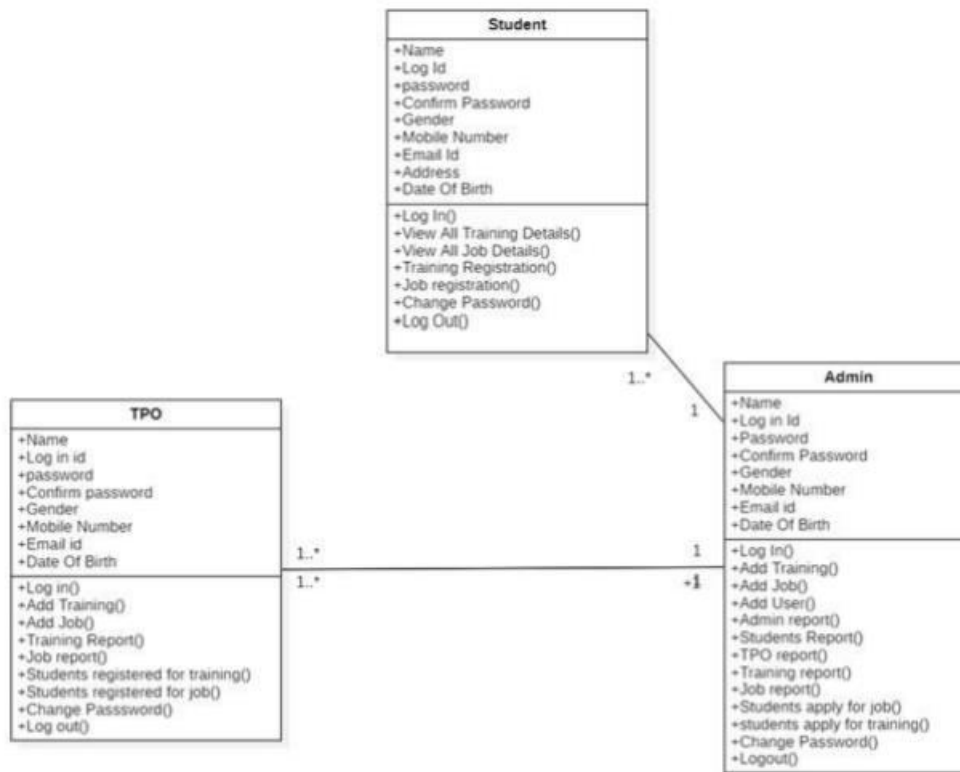 Student
+Name
+Log Id
+password
+Confirm Password
+Gender
+Mobile Number
+Email Id
+Address
+Date Of Birth
+Log In()
+View All Training Details()
+View All Job Details()
+Training Registration()
+Job registration()
+Change Password()
+Log Out()
1..*
1
TPO
+Name
+Log in id
+password
+Confirm password
+Gender
+Mobile Number
+Email id
+Date Of Birth
+Log in()
+Add Training()
+Add Job()
+Training Report()
+Job report()
+Students registered for training()
+Students registered for job()
+Change Passsword()
+Log out()
1..*
1..*
1
+1
Admin
+Name
+Log in Id
+Password
+Confirm Password
+Gender
+Mobile Number
+Email id
+Date Of Birth
+Log In()
+Add Training()
+Add Job()
+Add User()
+Admin report()
+Students Report()
+TPO report()
+Training report()
+Job report()
+Students apply for job()
+students apply for training()
+Change Password()
+Logout()